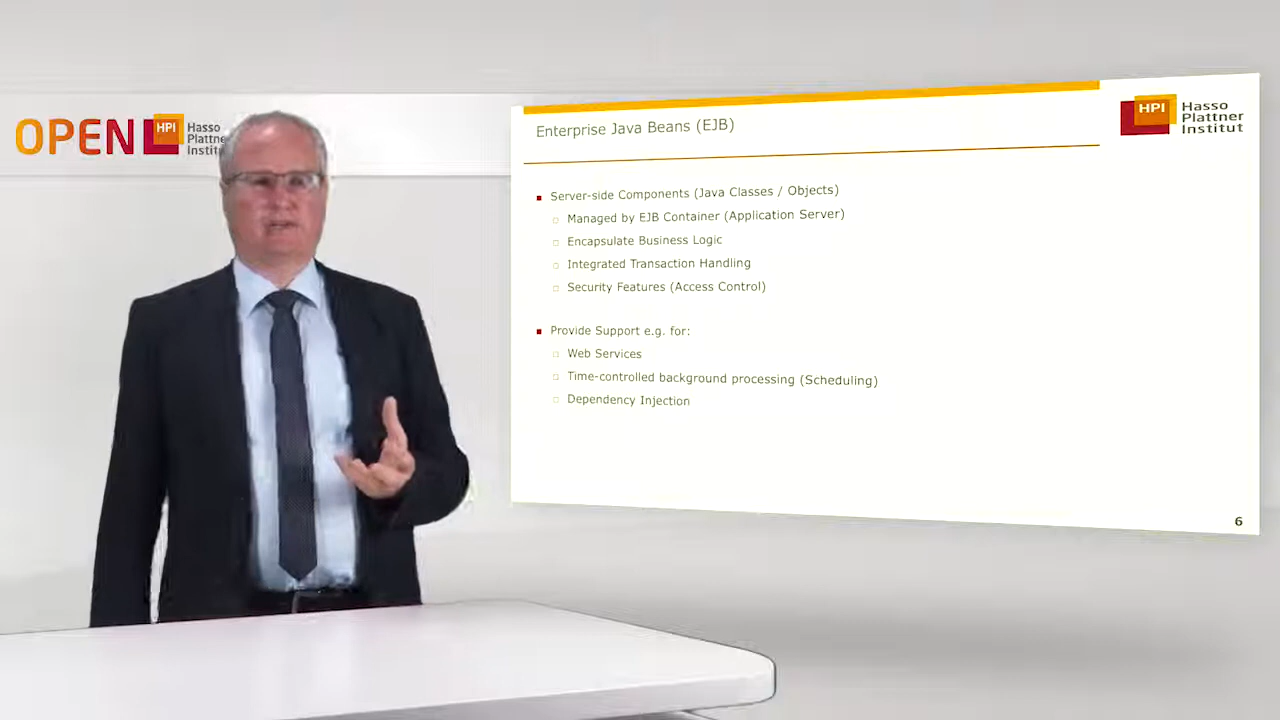 OPEN HPI Hasso
Plattner
Institu
Enterprise Java Beans (EJB)
HPI Hasso
Plattner
Institut
Server-side Components (Java Classes / Objects)
Managed by EJB Container (Application Server)
Encapsulate Business Logic
Integrated Transaction Handling
Security Features (Access Control)
Provide Support e.g. for:
Web Services
Time-controlled background processing (Scheduling)
Dependency Injection
6